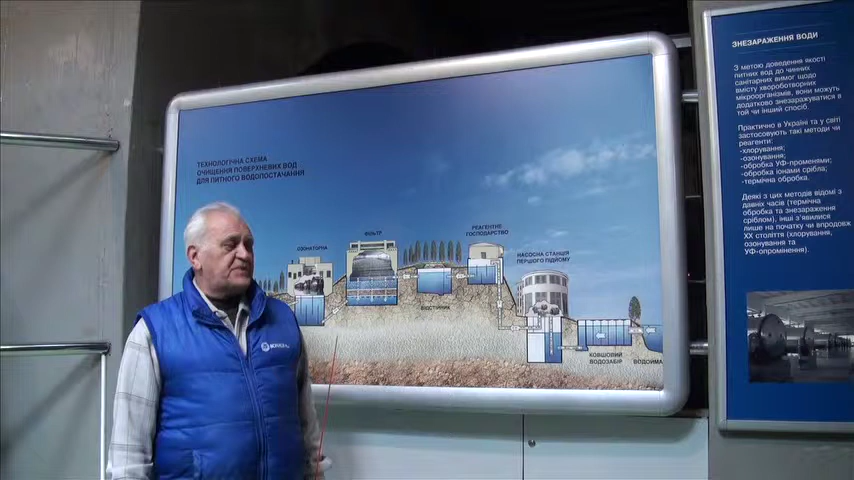 ТЕХНОЛОГІЧНА СХЕМА
ОЧИЩЕННЯ ПОВЕРХНЕВИХ ВОД
ДЛЯ ПИТНОГО ВОДОПОСТАЧАННЯ
ОЗОНАТОРНА
ФІЛЬТР
РЕАГЕНТНЕ
ГОСПОДАРСТВО
НАСОСНА СТАНЦІЯ
ПЕРШОГО ПІДЙОМУ
ВІДСТІЙНИК
КОВШОВИЙ
ВОДОЗАБІР
ВОДОЙМА
ЗНЕЗАРАЖЕННЯ ВОДИ
З метою доведення якості
питних вод до чинних
санітарних вимог щодо
вмісту хвороботворних
мікроорганізмів, вони можуть
додатково знезаражуватися в
той чи інший спосіб.
Практично в Україні та у світі
застосовують такі методи чи
реагенти:
-хлорування;
-озонування;
-обробка УФ-променями;
-обробка іонами срібла;
-термічна обробка.
Деякі з цих методів відомі з
давніх часів (термічна
обробка та знезараження
сріблом), інші з'явилися
лише на початку чи впродовж
XX століття (хлорування,
озонування та
УФ-опромінення).